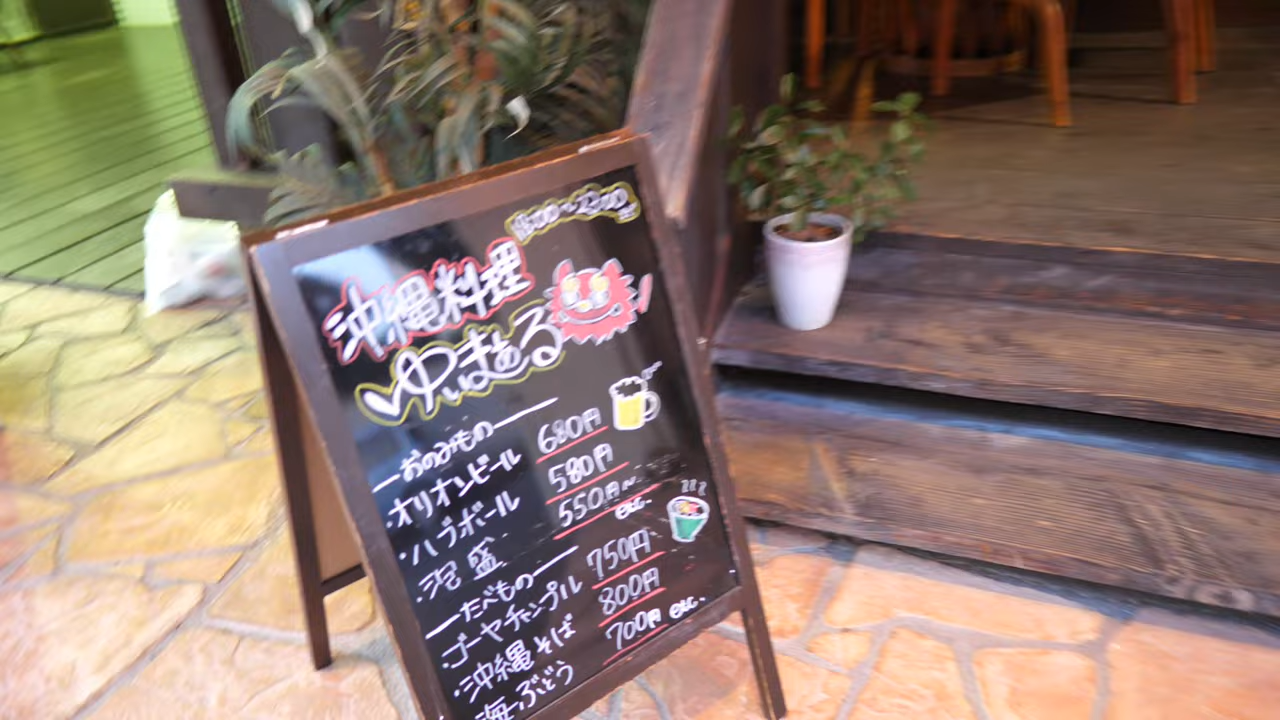 沖縄料理
ゆいまぁる
ーおのみものー
・オリオンビール 680円
・ハブボール 580円
・泡盛 550円〜 etc.
ーたべものー
・ゴーヤチャンプル 750円
・沖縄そば 800円
・海ぶどう 700円 etc.